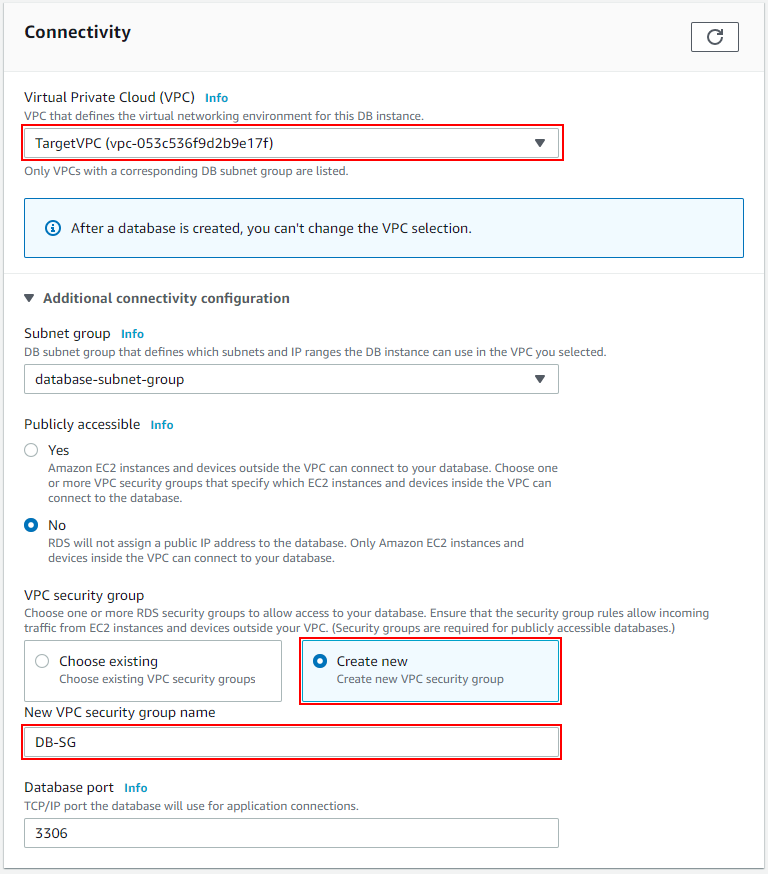 Connectivity
Virtual Private Cloud (VPC) Info
VPC that defines the virtual networking environment for this DB instance.
TargetVPC (vpc-053c536f9d2b9e17f)
Only VPCs with a corresponding DB subnet group are listed.
After a database is created, you can't change the VPC selection.
Additional connectivity configuration
Subnet group Info
DB subnet group that defines which subnets and IP ranges the DB instance can use in the VPC you selected.
database-subnet-group
Publicly accessible Info
Yes
Amazon EC2 instances and devices outside the VPC can connect to your database. Choose one
or more VPC security groups that specify which EC2 instances and devices inside the VPC can
connect to the database.
No
RDS will not assign a public IP address to the database. Only Amazon EC2 instances and
devices inside the VPC can connect to your database.
VPC security group
Choose one or more RDS security groups to allow access to your database. Ensure that the security group rules allow incoming
traffic from EC2 instances and devices outside your VPC. (Security groups are required for publicly accessible databases.)
Choose existing
Choose existing VPC security groups
Create new
Create new VPC security group
New VPC security group name
DB-SG
Database port Info
TCP/IP port the database will use for application connections.
3306